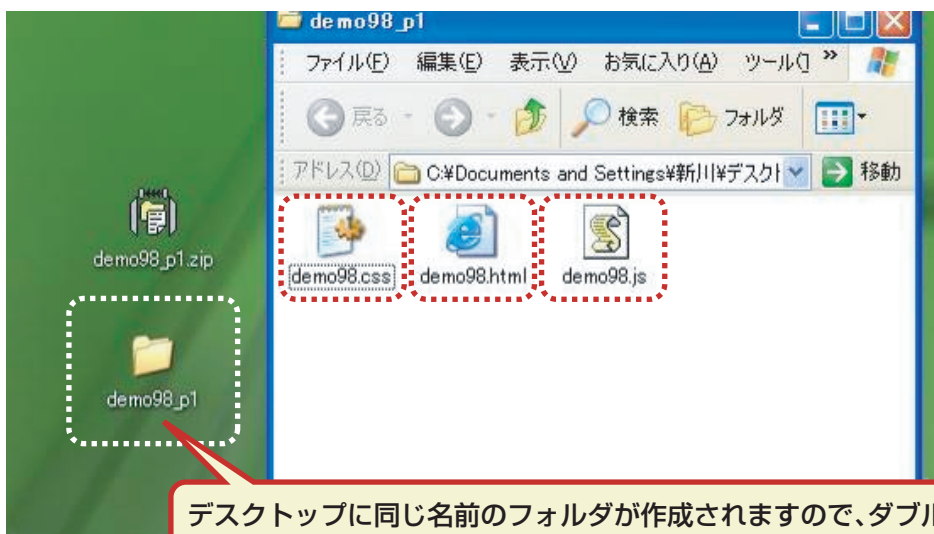 demo98_p1
ファイル(F) 編集(E) 表示(V) お気に入り(A) ツール(T) »
戻る 検索 フォルダ
アドレス(D) C:¥Documents and Settings¥新川¥デスクト 移動
demo98_p1.zip
demo98.css demo98.html demo98.js
demo98_p1
デスクトップに同じ名前のフォルダが作成されますので、ダブル